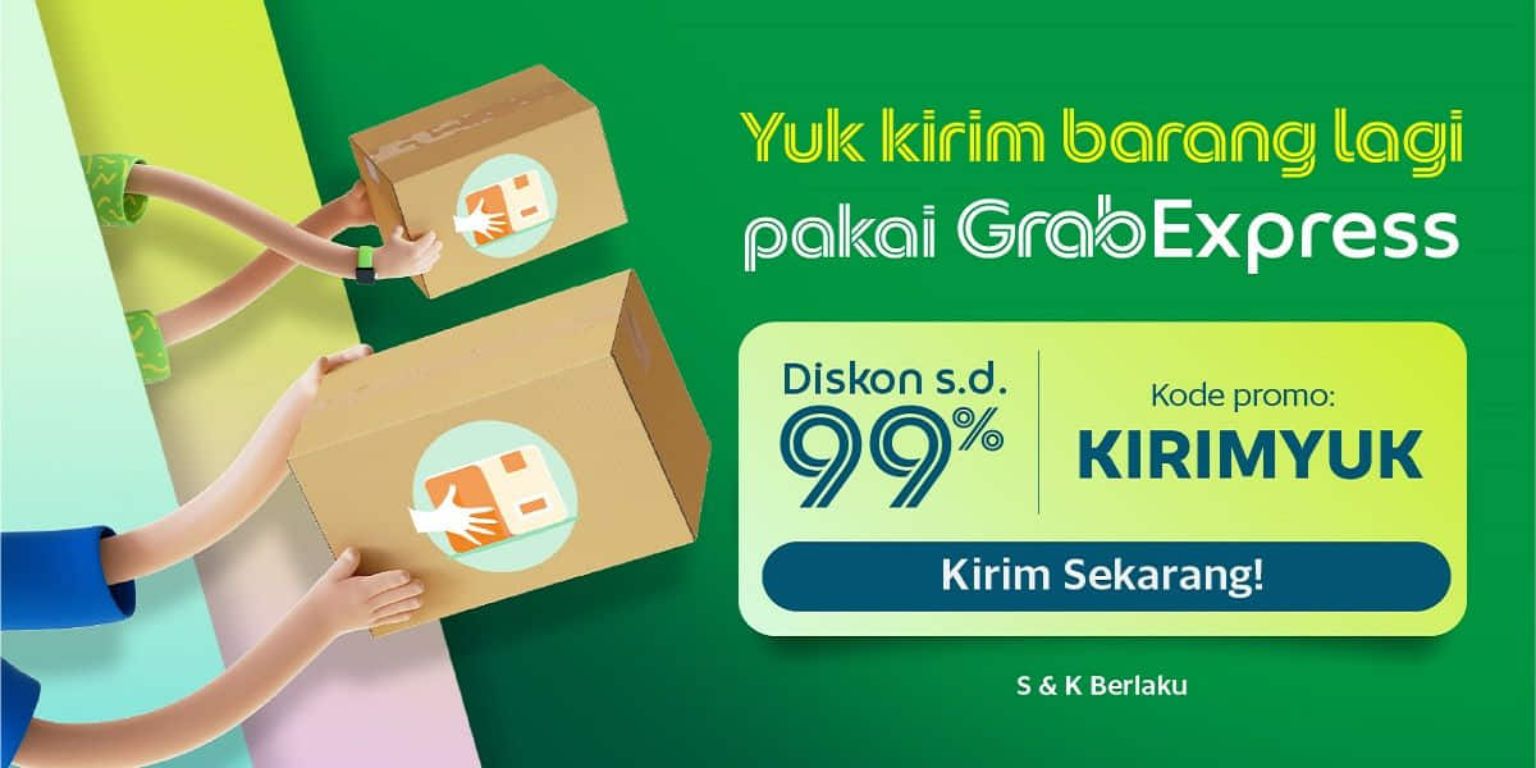 Yuk kirim barang lagi
pakai GrabExpress
Diskon s.d.
99%
Kode promo:
KIRIMYUK
Kirim Sekarang!
S & K Berlaku